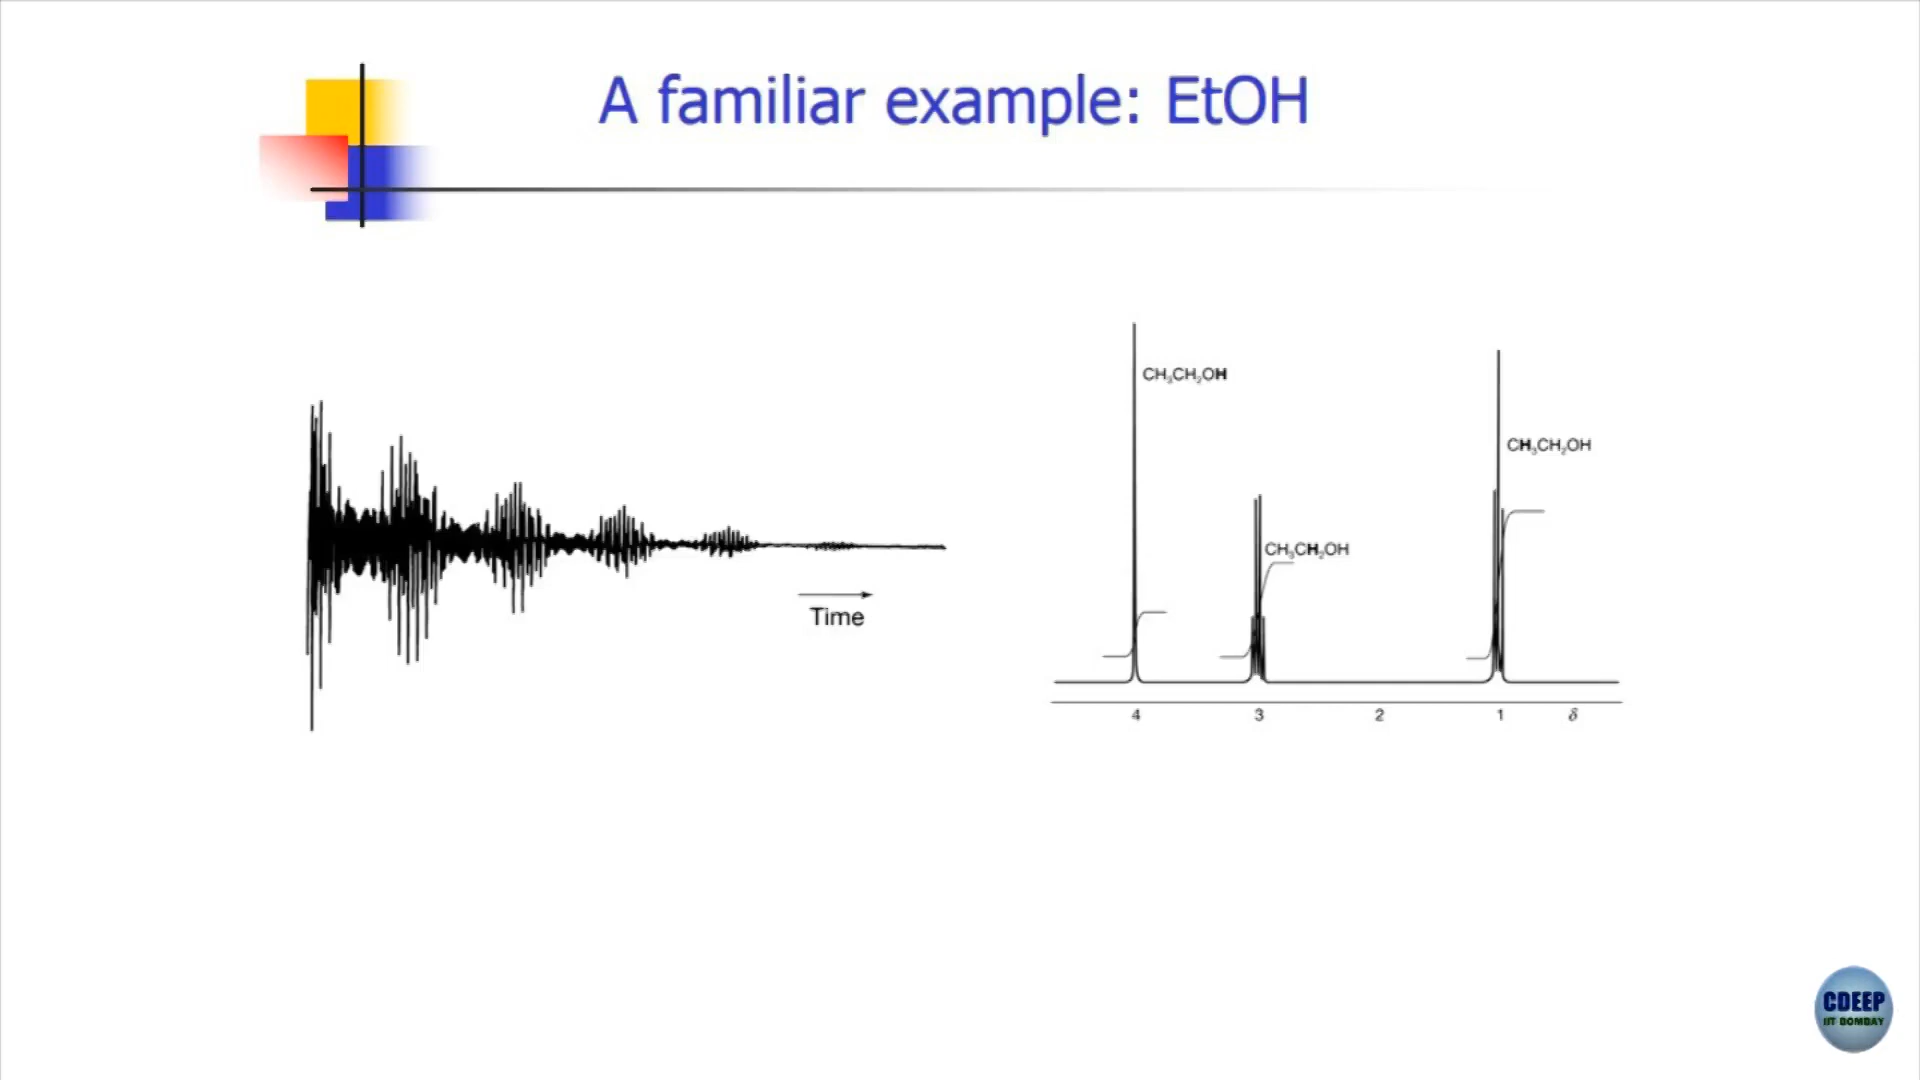 A familiar example: EtOH
CH₃CH₂OH
CH₃CH₂OH
CH₃CH₂OH
Time
4 3 2 1 δ
CDEEP
IIT BOMBAY